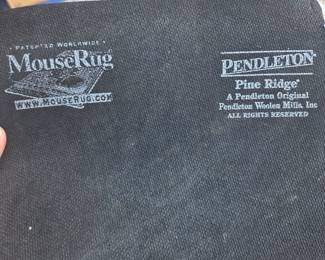 · PATENTED WORLDWIDE ·
MouseRug
WWW.MOUSERUG.COM
PENDLETON
Pine Ridge
A Pendleton Original
Pendleton Woolen Mills, Inc
ALL RIGHTS RESERVED